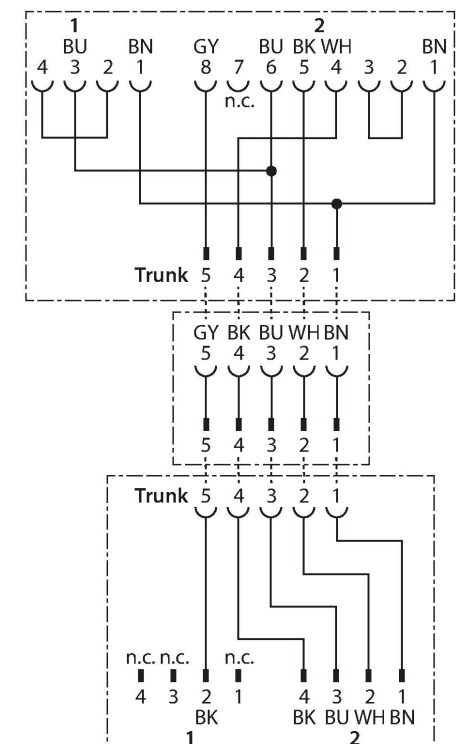 1 2
BU BN GY BU BK WH BN
4 3 2 1 8 7 6 5 4 3 2 1
n.c.
Trunk 5 4 3 2 1
GY BK BU WH BN
5 4 3 2 1
5 4 3 2 1
Trunk 5 4 3 2 1
n.c. n.c. n.c.
4 3 2 1 4 3 2 1
BK BK BU WH BN
1 2